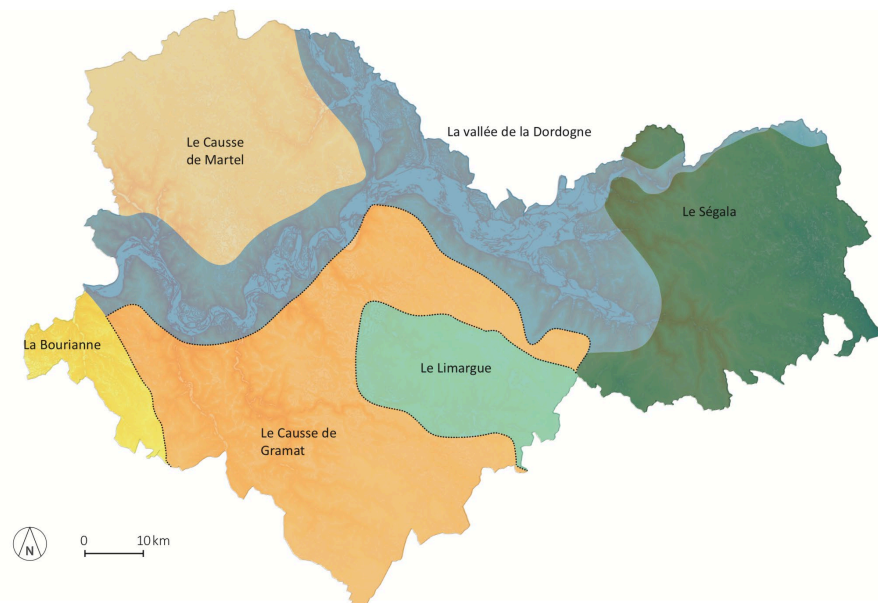 La vallée de la Dordogne
Le Causse
de Martel
Le Ségala
La Bourianne
Le Limargue
Le Causse de
Gramat
0 10 km
N